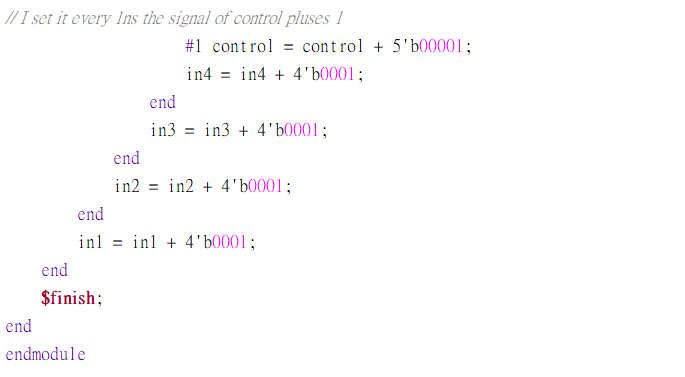 // I set it every 1ns the signal of control pluses 1
#1 control = control + 5'b00001;
in4 = in4 + 4'b0001;
end
in3 = in3 + 4'b0001;
end
in2 = in2 + 4'b0001;
end
in1 = in1 + 4'b0001;
end
$finish;
end
endmodule